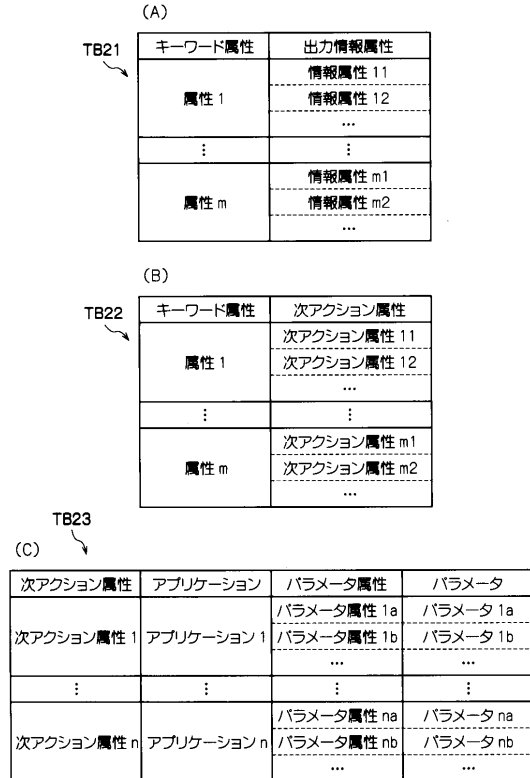 (A)
TB21
キーワード属性 出力情報属性
情報属性 11
属性 1 情報属性 12
…
⋮ ⋮
情報属性 m1
属性 m 情報属性 m2
…
(B)
TB22
キーワード属性 次アクション属性
次アクション属性 11
属性 1 次アクション属性 12
…
⋮ ⋮
次アクション属性 m1
属性 m 次アクション属性 m2
…
TB23
(C)
次アクション属性 アプリケーション パラメータ属性 パラメータ
パラメータ属性 1a パラメータ 1a
次アクション属性 1 アプリケーション 1 パラメータ属性 1b パラメータ 1b
… …
⋮ ⋮ ⋮ ⋮
パラメータ属性 na パラメータ na
次アクション属性 n アプリケーション n パラメータ属性 nb パラメータ nb
… …